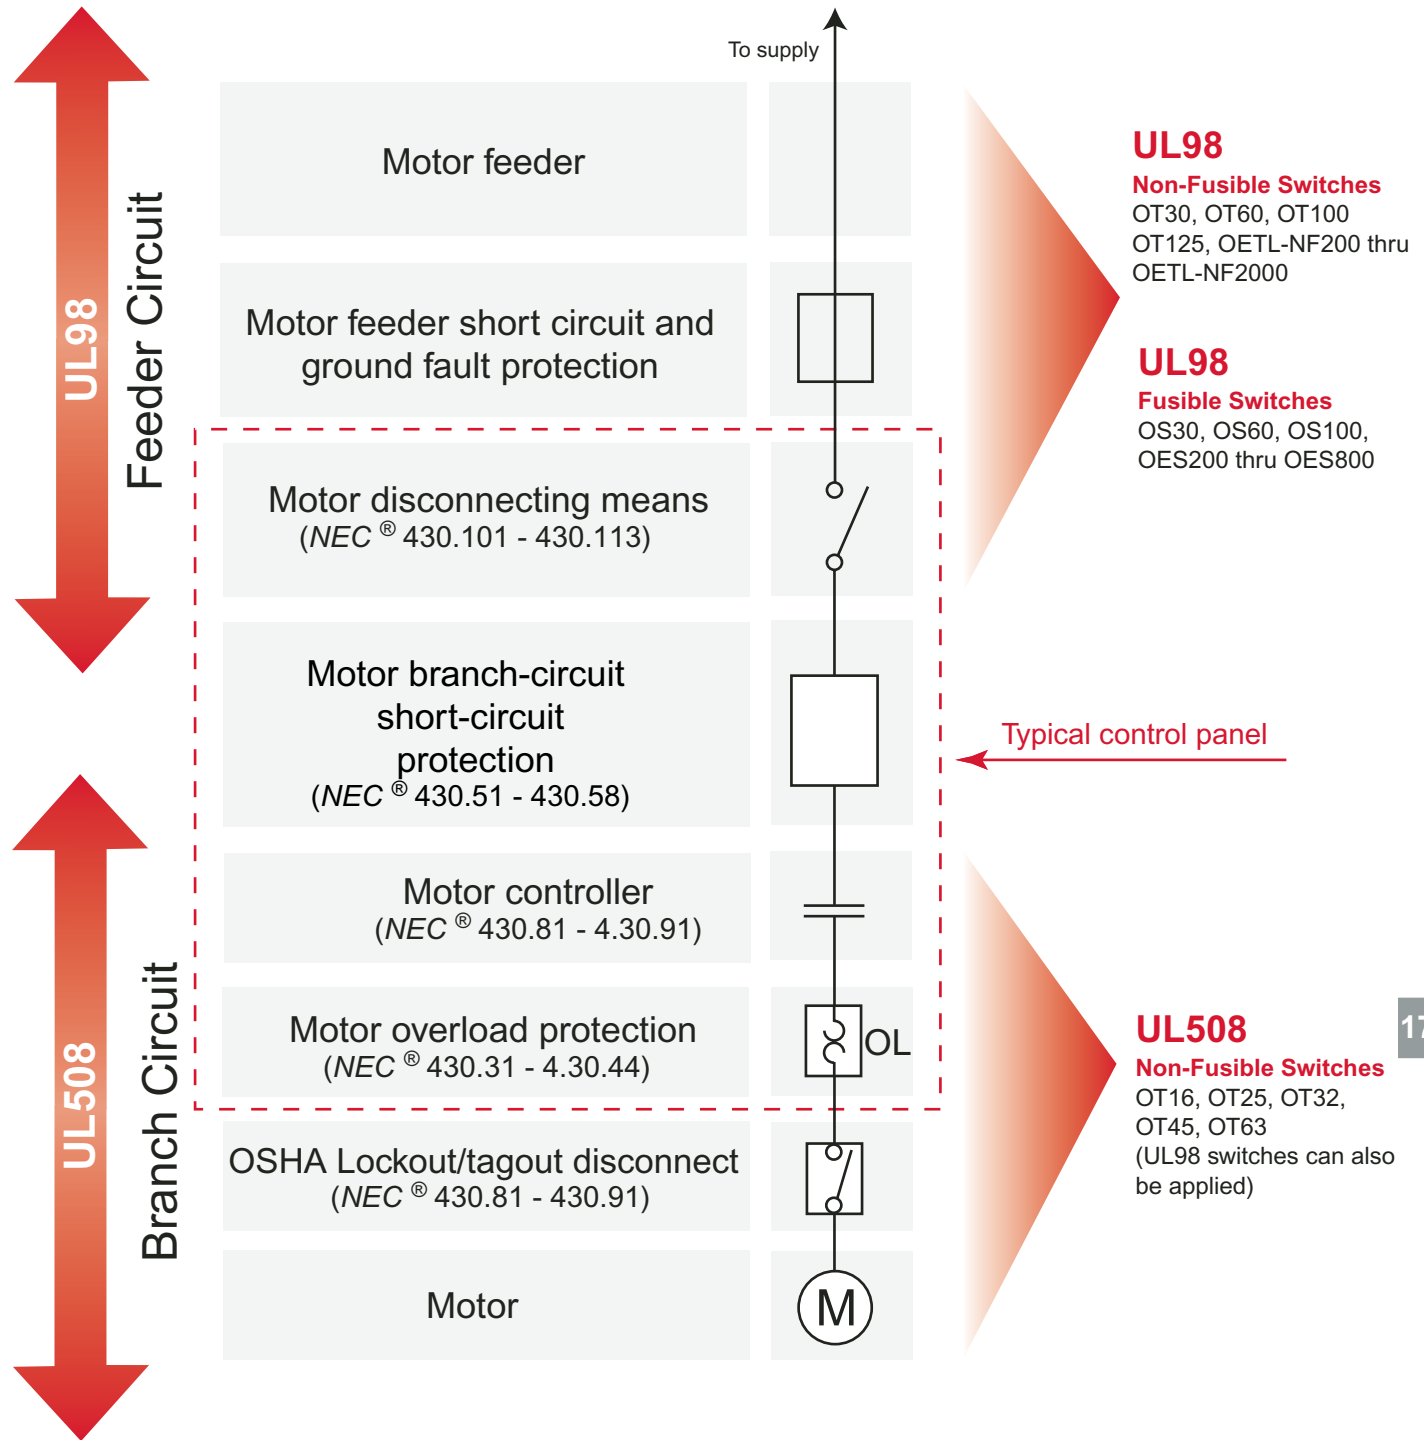 To supply
UL98
Feeder Circuit
Motor feeder
Motor feeder short circuit and
ground fault protection
Motor disconnecting means
(NEC ® 430.101 - 430.113)
Motor branch-circuit
short-circuit
protection
(NEC ® 430.51 - 430.58)
UL508
Branch Circuit
Motor controller
(NEC ® 430.81 - 4.30.91)
Motor overload protection
(NEC ® 430.31 - 4.30.44)
OL
OSHA Lockout/tagout disconnect
(NEC ® 430.81 - 430.91)
Motor
M
UL98
Non-Fusible Switches
OT30, OT60, OT100
OT125, OETL-NF200 thru
OETL-NF2000
UL98
Fusible Switches
OS30, OS60, OS100,
OES200 thru OES800
Typical control panel
UL508
Non-Fusible Switches
OT16, OT25, OT32,
OT45, OT63
(UL98 switches can also
be applied)
17